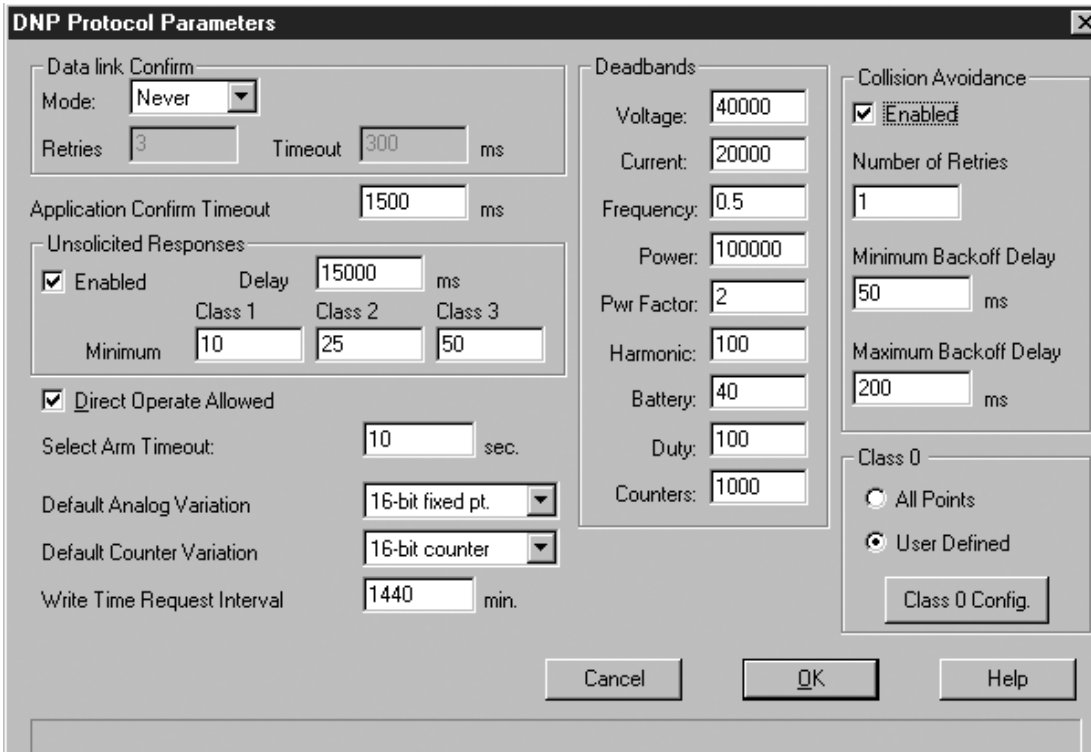 DNP Protocol Parameters
Data link Confirm
Mode: Never
Retries 3 Timeout 300 ms
Application Confirm Timeout 1500 ms
Unsolicited Responses
Enabled Delay 15000 ms
Class 1 Class 2 Class 3
Minimum 10 25 50
Direct Operate Allowed
Select Arm Timeout: 10 sec.
Default Analog Variation 16-bit fixed pt.
Default Counter Variation 16-bit counter
Write Time Request Interval 1440 min.
Deadbands
Voltage: 40000
Current: 20000
Frequency: 0.5
Power: 100000
Pwr Factor: 2
Harmonic: 100
Battery: 40
Duty: 100
Counters: 1000
Collision Avoidance
Enabled
Number of Retries
1
Minimum Backoff Delay
50 ms
Maximum Backoff Delay
200 ms
Class 0
All Points
User Defined
Class 0 Config.
Cancel OK Help